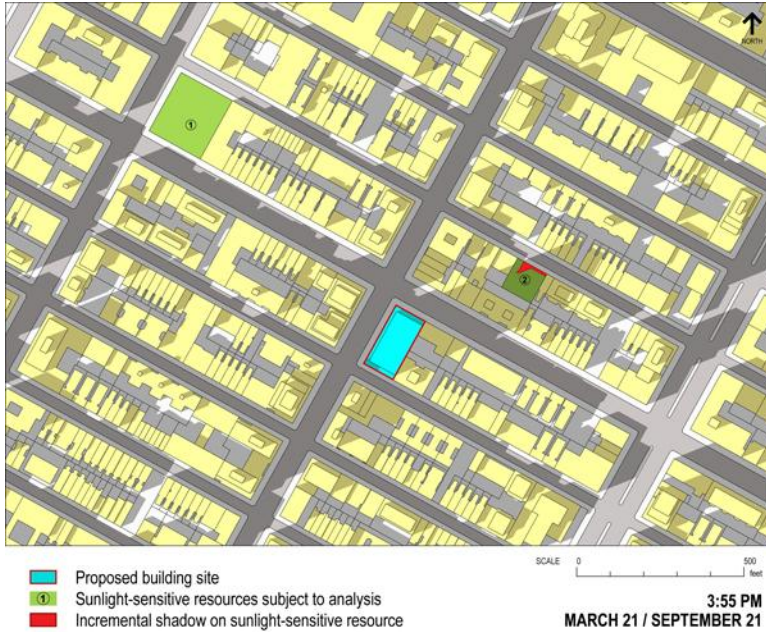 NORTH
①
②
SCALE 0 500
feet
Proposed building site
① Sunlight-sensitive resources subject to analysis
Incremental shadow on sunlight-sensitive resource
3:55 PM
MARCH 21 / SEPTEMBER 21